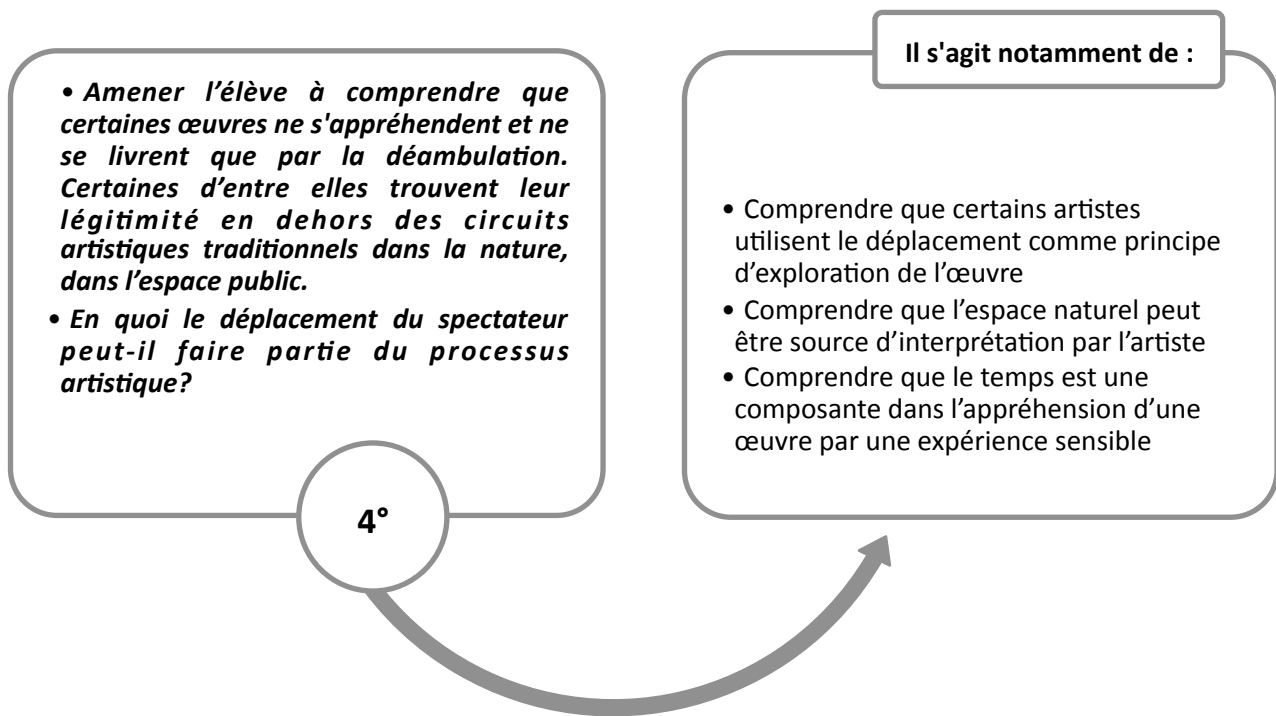 • Amener l’élève à comprendre que
certaines œuvres ne s'appréhendent et ne
se livrent que par la déambulation.
Certaines d’entre elles trouvent leur
légitimité en dehors des circuits
artistiques traditionnels dans la nature,
dans l’espace public.
• En quoi le déplacement du spectateur
peut-il faire partie du processus
artistique?
4°
Il s'agit notamment de :
• Comprendre que certains artistes
utilisent le déplacement comme principe
d’exploration de l’œuvre
• Comprendre que l’espace naturel peut
être source d’interprétation par l’artiste
• Comprendre que le temps est une
composante dans l’appréhension d’une
œuvre par une expérience sensible